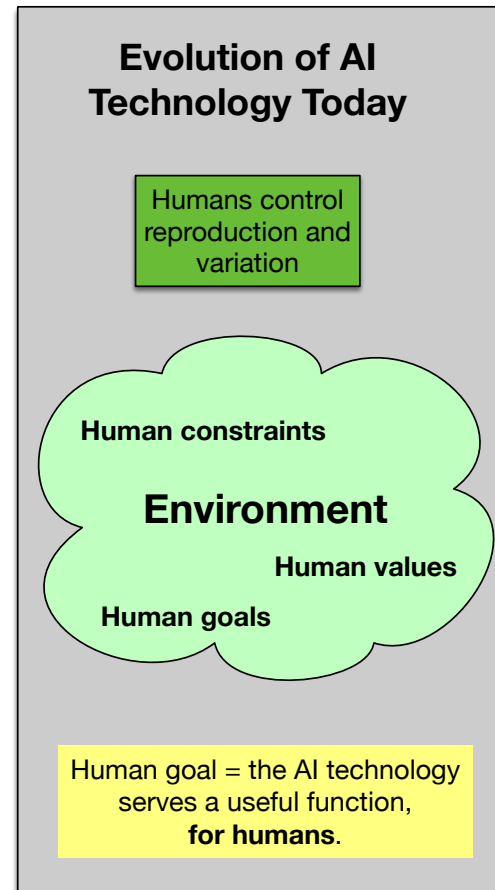 Evolution of AI
Technology Today
Humans control
reproduction and
variation
Human constraints
Environment
Human values
Human goals
Human goal = the AI technology
serves a useful function,
for humans.